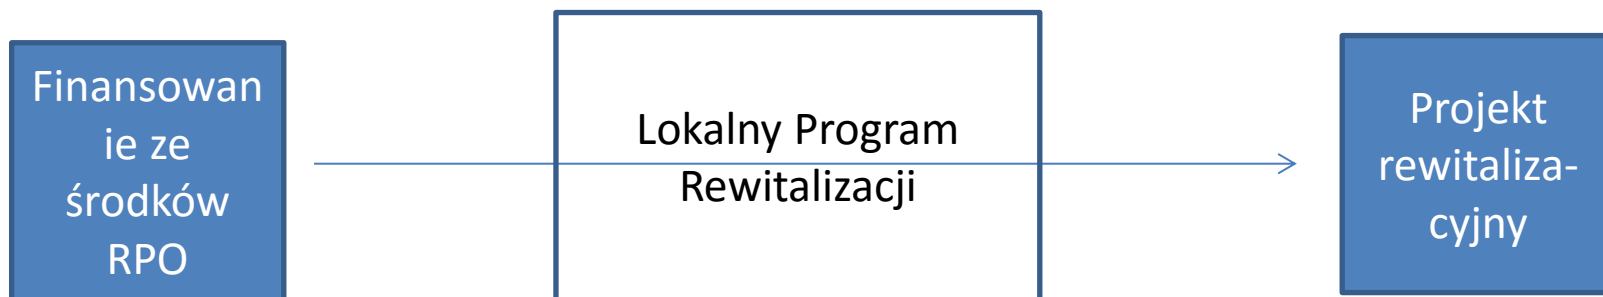 Finansowan
ie ze
środków
RPO
Lokalny Program
Rewitalizacji
Projekt
rewitaliza-
cyjny